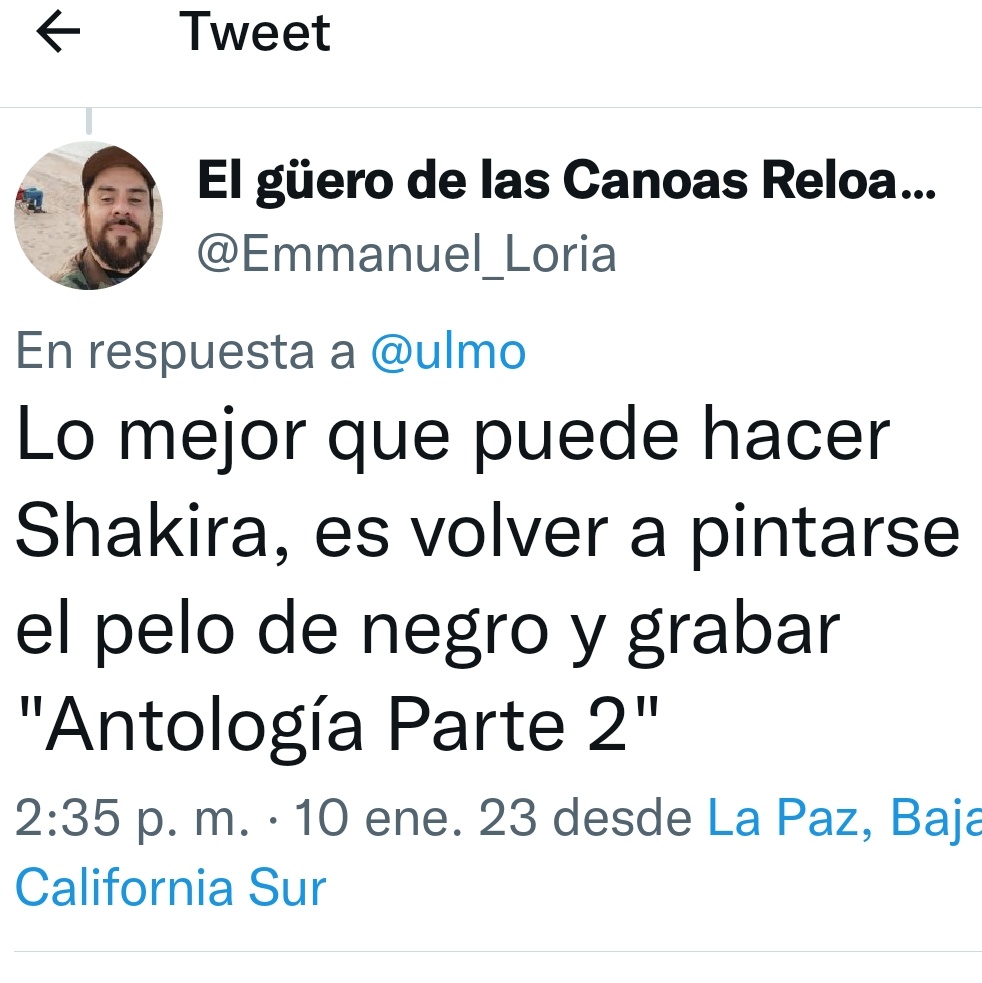 Tweet
El güero de las Canoas Reloa...
@Emmanuel_Loria
En respuesta a @ulmo
Lo mejor que puede hacer
Shakira, es volver a pintarse
el pelo de negro y grabar
"Antología Parte 2"
2:35 p. m. · 10 ene. 23 desde La Paz, Baja
California Sur